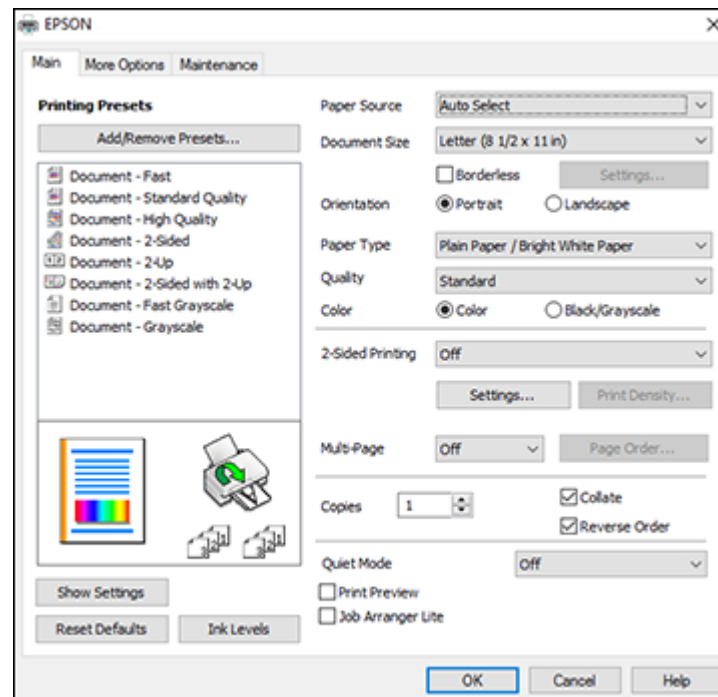 EPSON
Main More Options Maintenance
Printing Presets
Add/Remove Presets...
Document - Fast
Document - Standard Quality
Document - High Quality
Document - 2-Sided
Document - 2-Up
Document - 2-Sided with 2-Up
Document - Fast Grayscale
Document - Grayscale
Show Settings
Reset Defaults Ink Levels
Paper Source Auto Select
Document Size Letter (8 1/2 x 11 in)
Borderless Settings...
Orientation Portrait Landscape
Paper Type Plain Paper / Bright White Paper
Quality Standard
Color Color Black/Grayscale
2-Sided Printing Off
Settings... Print Density...
Multi-Page Off Page Order...
Copies 1 Collate
Reverse Order
Quiet Mode Off
Print Preview
Job Arranger Lite
OK Cancel Help